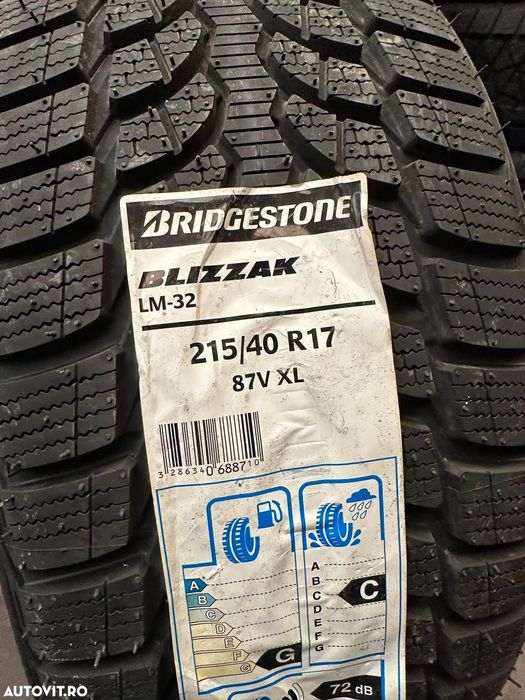 BRIDGESTONE
BLIZZAK
LM-32
215/40 R17
87V XL
3 286340 688710
A
B
C
D
E
F
G
G
A
B
C
D
E
F
G
C
72 dB
AUTOVIT.RO